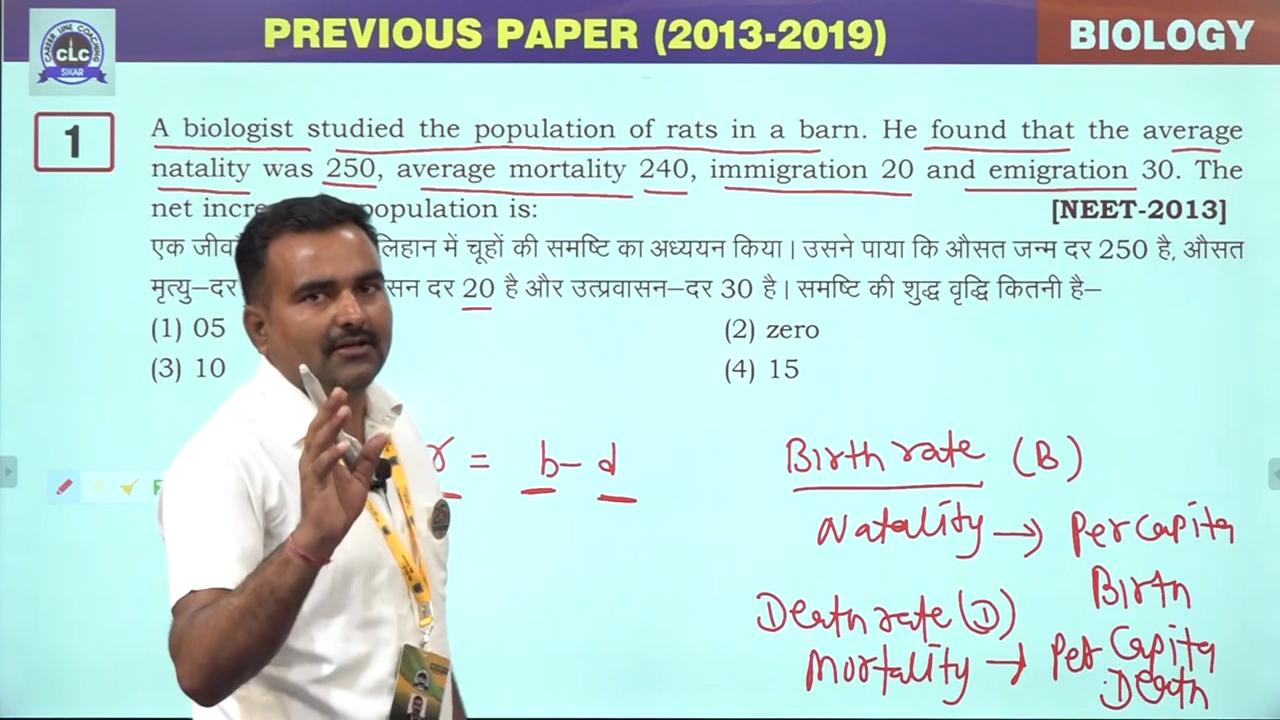 CAREER LINE COACHING
CLC
SIKAR
PREVIOUS PAPER (2013-2019)
BIOLOGY
1
A biologist studied the population of rats in a barn. He found that the average
natality was 250, average mortality 240, immigration 20 and emigration 30. The
net population is:
[NEET-2013]
एक में चूहों की समष्टि का अध्ययन किया। उसने पाया कि औसत जन्म दर 250 है, औसत
मृत्यु–दर दर 20 है और उत्प्रवासन–दर 30 है। समष्टि की शुद्ध वृद्धि कितनी है–
(1) 05
(2) zero
(3) 10
(4) 15
r = b – d
Birth rate (B)
Natality → Per capita
Birth
Death rate (D)
Mortality → Per Capita
Death